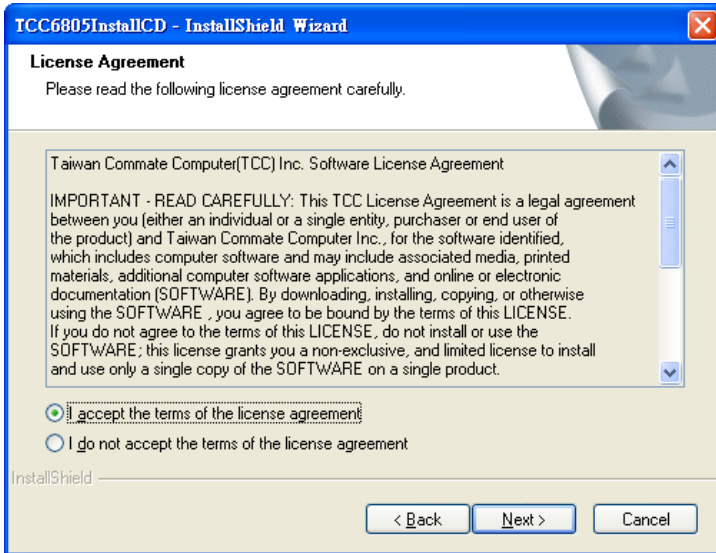 TCC6805InstallCD - InstallShield Wizard
License Agreement
Please read the following license agreement carefully.
Taiwan Commate Computer(TCC) Inc. Software License Agreement
IMPORTANT - READ CAREFULLY: This TCC License Agreement is a legal agreement
between you (either an individual or a single entity, purchaser or end user of
the product) and Taiwan Commate Computer Inc., for the software identified,
which includes computer software and may include associated media, printed
materials, additional computer software applications, and online or electronic
documentation (SOFTWARE). By downloading, installing, copying, or otherwise
using the SOFTWARE , you agree to be bound by the terms of this LICENSE.
If you do not agree to the terms of this LICENSE, do not install or use the
SOFTWARE; this license grants you a non-exclusive, and limited license to install
and use only a single copy of the SOFTWARE on a single product.
I accept the terms of the license agreement
I do not accept the terms of the license agreement
InstallShield
< Back
Next >
Cancel